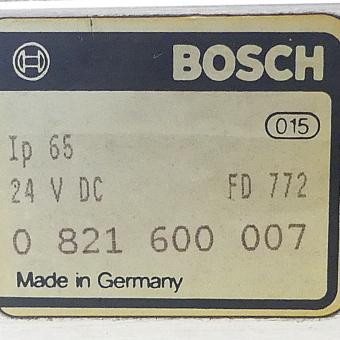 BOSCH
015
Ip 65
24 V DC FD 772
0 821 600 007
Made in Germany